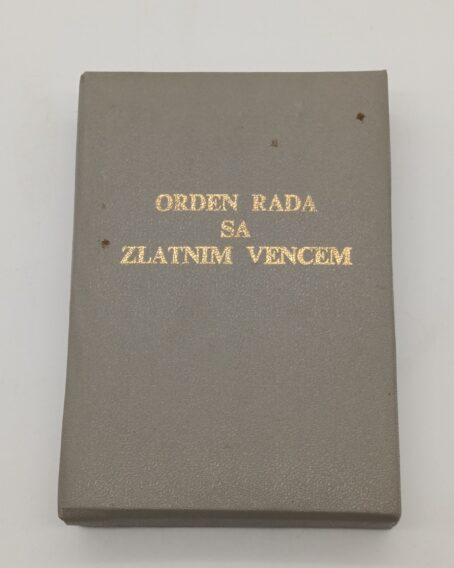 ORDEN RADA
SA
ZLATNIM VENCEM